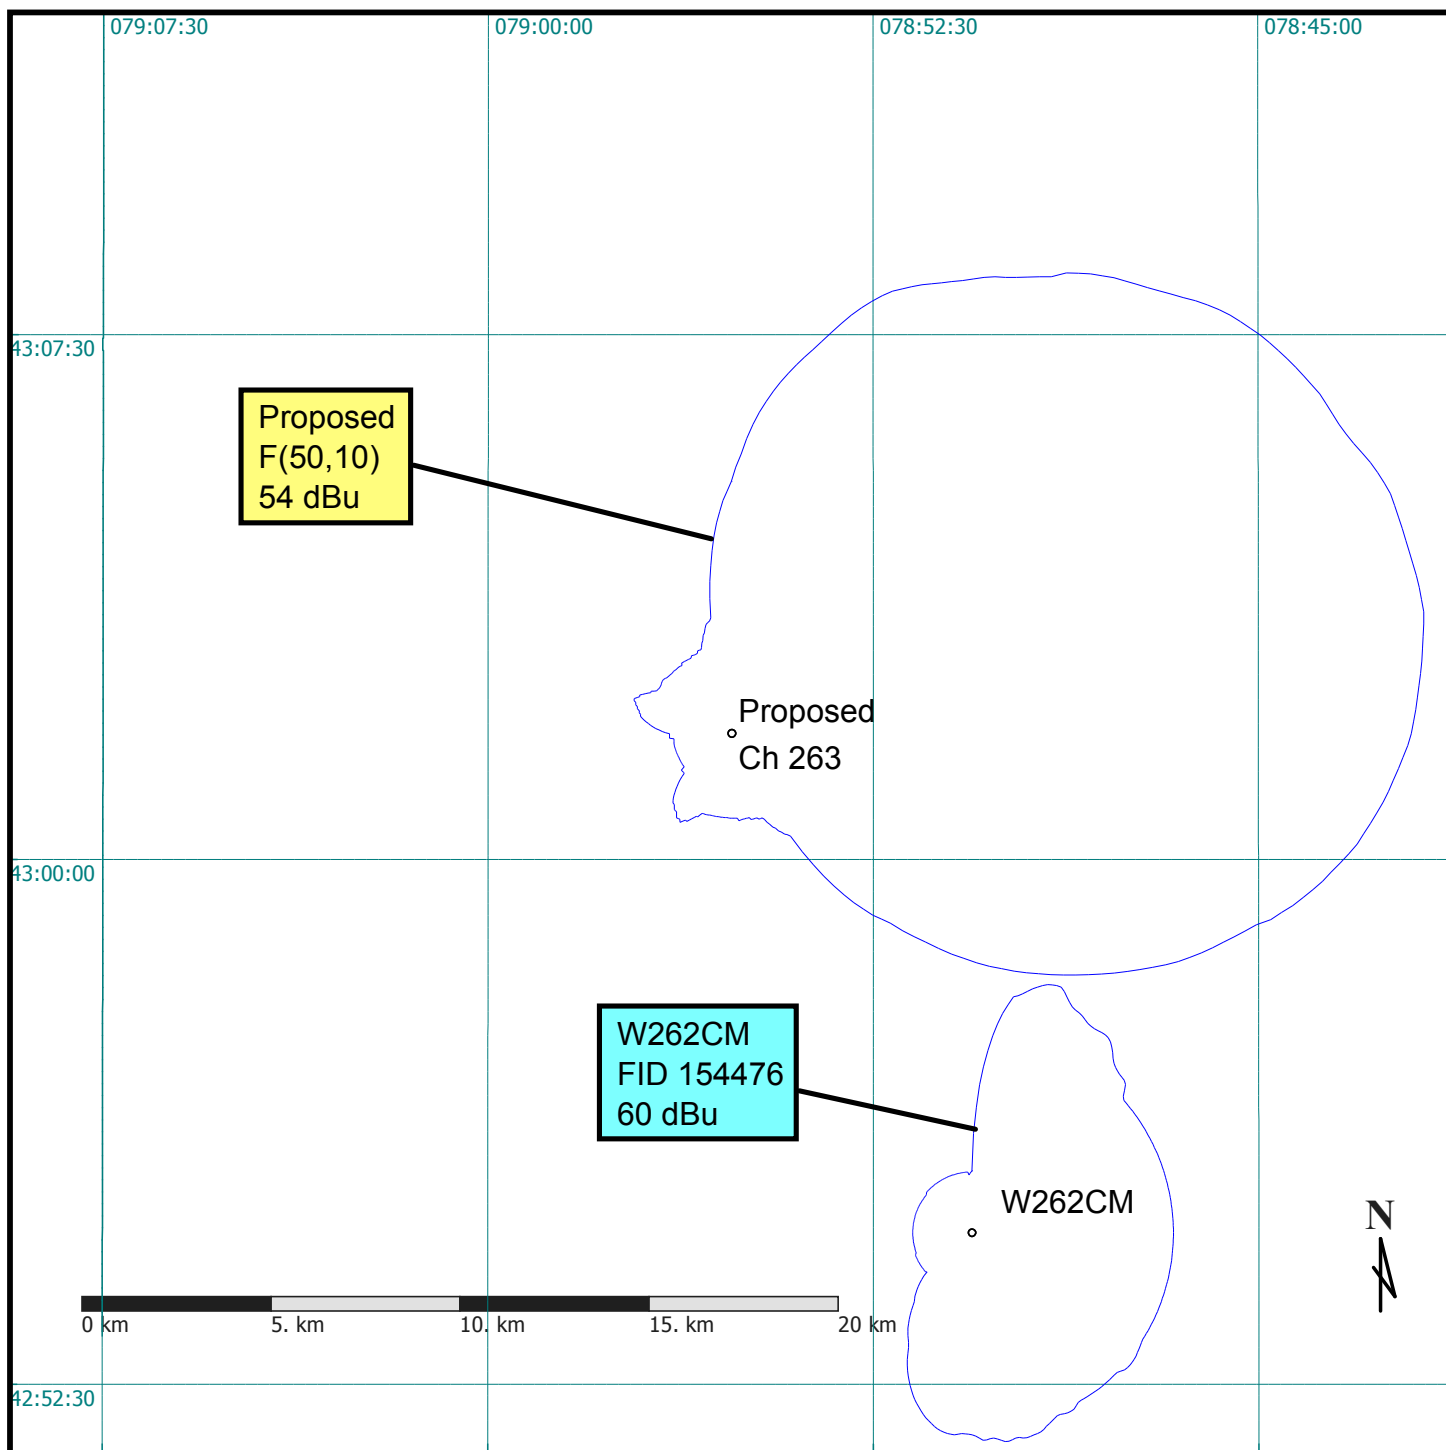 079:07:30
079:00:00
078:52:30
078:45:00
43:07:30
Proposed
F(50,10)
54 dBu
Proposed
Ch 263
43:00:00
W262CM
FID 154476
60 dBu
W262CM
N
0 km
5. km
10. km
15. km
20 km
42:52:30